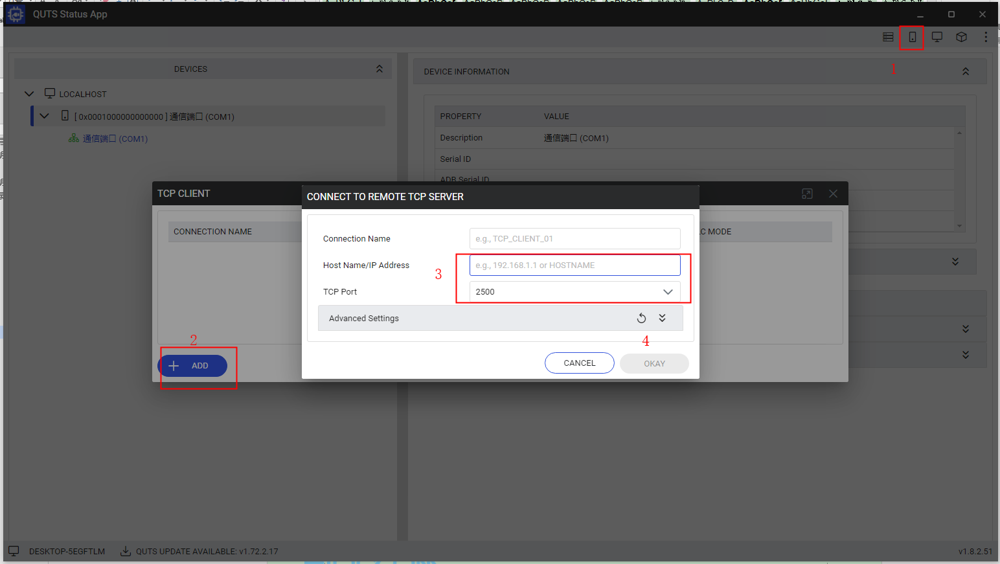 QUTS Status App
1
DEVICES
DEVICE INFORMATION
LOCALHOST
[ 0x0001000000000000 ] 通信端口 (COM1)
通信端口 (COM1)
PROPERTY VALUE
Description 通信端口 (COM1)
Serial ID
ADB Serial ID
TCP CLIENT
CONNECTION NAME
C MODE
CONNECT TO REMOTE TCP SERVER
Connection Name e.g., TCP_CLIENT_01
Host Name/IP Address e.g., 192.168.1.1 or HOSTNAME
3
TCP Port 2500
Advanced Settings
2
4
ADD
CANCEL OKAY
DESKTOP-5EGFTLM QUTS UPDATE AVAILABLE: v1.72.2.17 v1.8.2.51